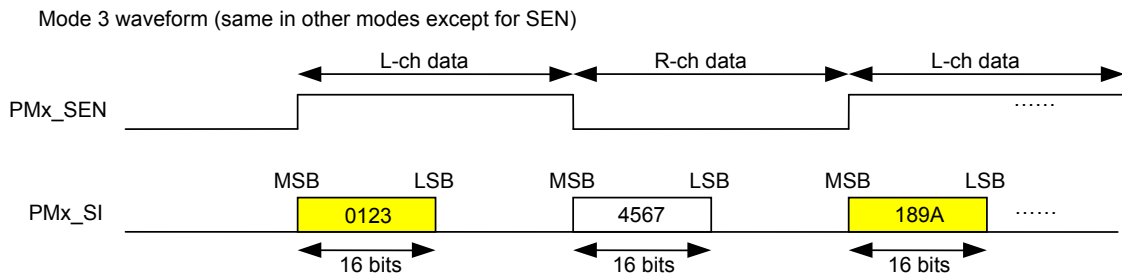 Mode 3 waveform (same in other modes except for SEN)
L-ch data R-ch data L-ch data
PMx_SEN ......
MSB LSB MSB LSB MSB LSB
PMx_SI 0123 4567 189A ......
16 bits 16 bits 16 bits